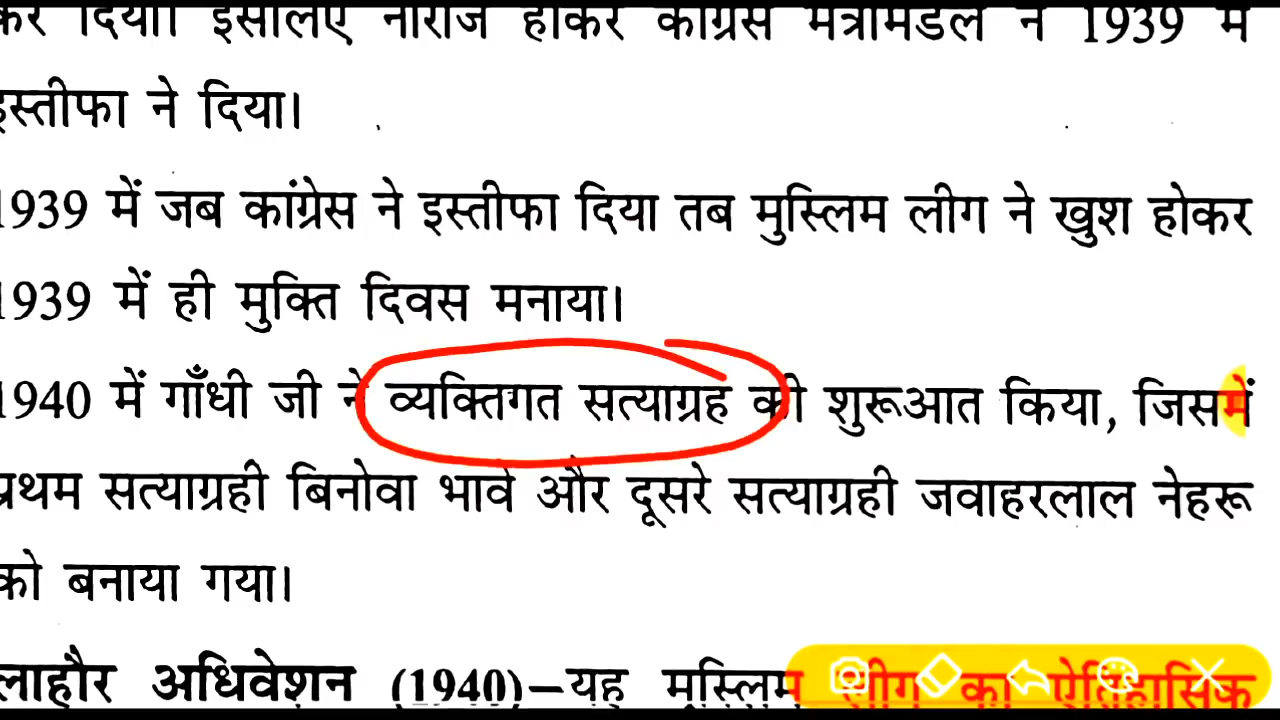 कर दिया। इसलिए नाराज होकर कांग्रेस मंत्रीमंडल ने 1939 में
इस्तीफा ने दिया।
1939 में जब कांग्रेस ने इस्तीफा दिया तब मुस्लिम लीग ने खुश होकर
1939 में ही मुक्ति दिवस मनाया।
1940 में गाँधी जी ने व्यक्तिगत सत्याग्रह की शुरूआत किया, जिसमें
प्रथम सत्याग्रही बिनोवा भावे और दूसरे सत्याग्रही जवाहरलाल नेहरू
को बनाया गया।
लाहौर अधिवेशन (1940)–यह मुस्लिम लीग का ऐतिहासिक